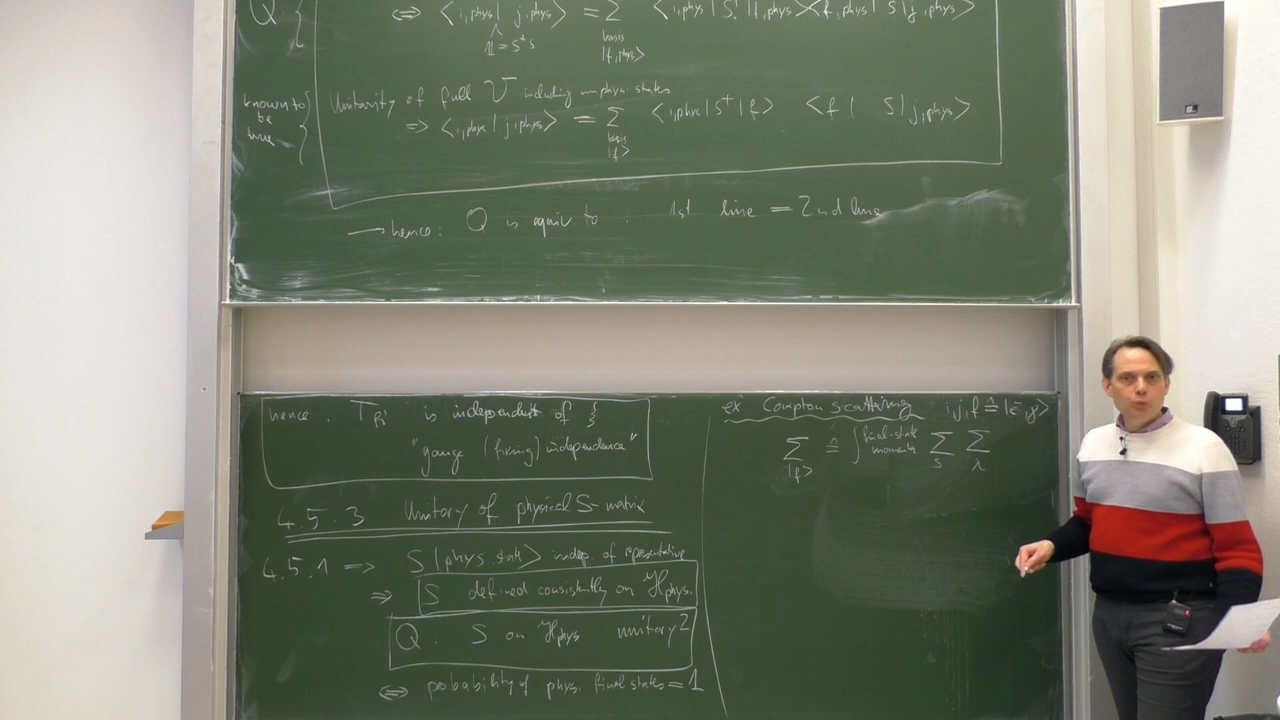 Q. { ⇔ <i,phys| j,phys> = Σ <i,phys| S† |f,phys><f,phys| S|j,phys>
1 = S†S
basis
|f,phys>
known to
be
true
Unitarity of full V including unphys states
⇒ <i,phys| j,phys> = Σ <i,phys| S† |f> <f| S|j,phys>
basis
|f>
→ hence: Q is equiv to : 1st line = 2nd line
hence: T_fi is independent of ξ
"gauge (fixing) independence"
4.5.3 Unitary of physical S-matrix
4.5.1 ⇒ S |phys.state> indep. of representative
⇒ S defined consistently on ℋphys.
Q. S on ℋphys unitary?
⇔ probability of phys. final states = 1
ex Compton scattering i,j,f ≙ |e⁻,γ>
Σ ≙ ∫ final-state momenta Σ Σ
|f> s λ